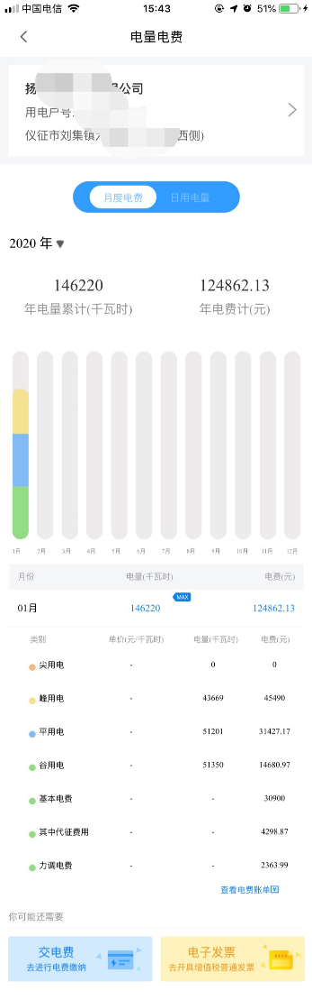 中国电信
15:43
51%
电量电费
扬
公司
用电户号:
仪征市刘集镇
西侧)
月度电费 日用电量
2020 年
146220 124862.13
年电量累计(千瓦时) 年电费计(元)
1月 2月 3月 4月 5月 6月 7月 8月 9月 10月 11月 12月
月份 电量(千瓦时) 电费(元)
MAX
01月 146220 124862.13
类别 单价(元/千瓦时) 电量(千瓦时) 电费(元)
尖用电 - 0 0
峰用电 - 43669 45490
平用电 - 51201 31427.17
谷用电 - 51350 14680.97
基本电费 - - 30900
其中代征费用 - - 4298.87
力调电费 - - 2363.99
查看电费账单
你可能还需要
交电费
去进行电费缴纳
电子发票
去开具增值税普通发票